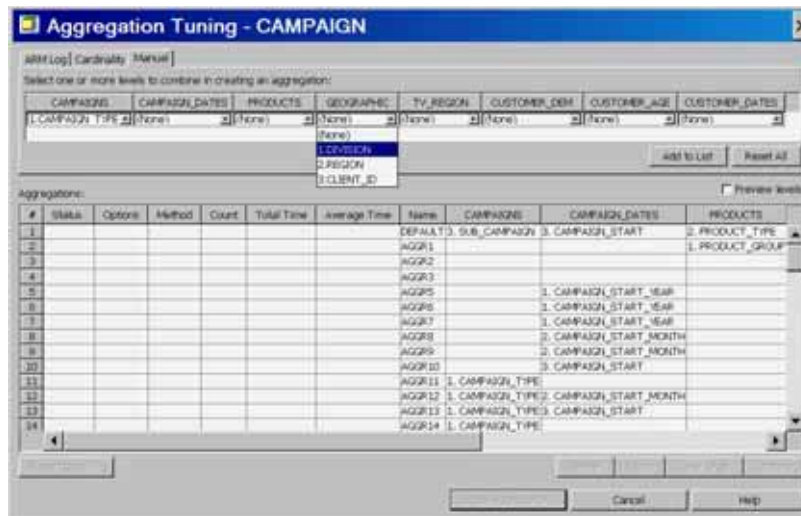 Aggregation Tuning - CAMPAIGN
ARM Log Cardinality Manual
Select one or more levels to combine in creating an aggregation:
CAMPAIGNS CAMPAIGN_DATES PRODUCTS GEOGRAPHIC TV_REGION CUSTOMER_DEM CUSTOMER_AGE CUSTOMER_DATES
1.CAMPAIGN TYPE (None) (None) (None) (None) (None) (None) (None)
(None)
1.DIVISION
2.REGION
3.CLIENT_ID
Add to List Reset All
Aggregations: Preview levels
# Status Options Method Count Total Time Average Time Name CAMPAIGNS CAMPAIGN_DATES PRODUCTS
1 DEFAULT 3. SUB_CAMPAIGN 3. CAMPAIGN_START 2. PRODUCT_TYPE
2 AGGR1 1. PRODUCT_GROUP
3 AGGR2
4 AGGR3
5 AGGR5 1. CAMPAIGN_START_YEAR
6 AGGR6 1. CAMPAIGN_START_YEAR
7 AGGR7 1. CAMPAIGN_START_YEAR
8 AGGR8 2. CAMPAIGN_START_MONTH
9 AGGR9 2. CAMPAIGN_START_MONTH
10 AGGR10 3. CAMPAIGN_START
11 AGGR11 1. CAMPAIGN_TYPE
12 AGGR12 1. CAMPAIGN_TYPE 2. CAMPAIGN_START_MONTH
13 AGGR13 1. CAMPAIGN_TYPE 3. CAMPAIGN_START
14 AGGR14 1. CAMPAIGN_TYPE
Cancel Help